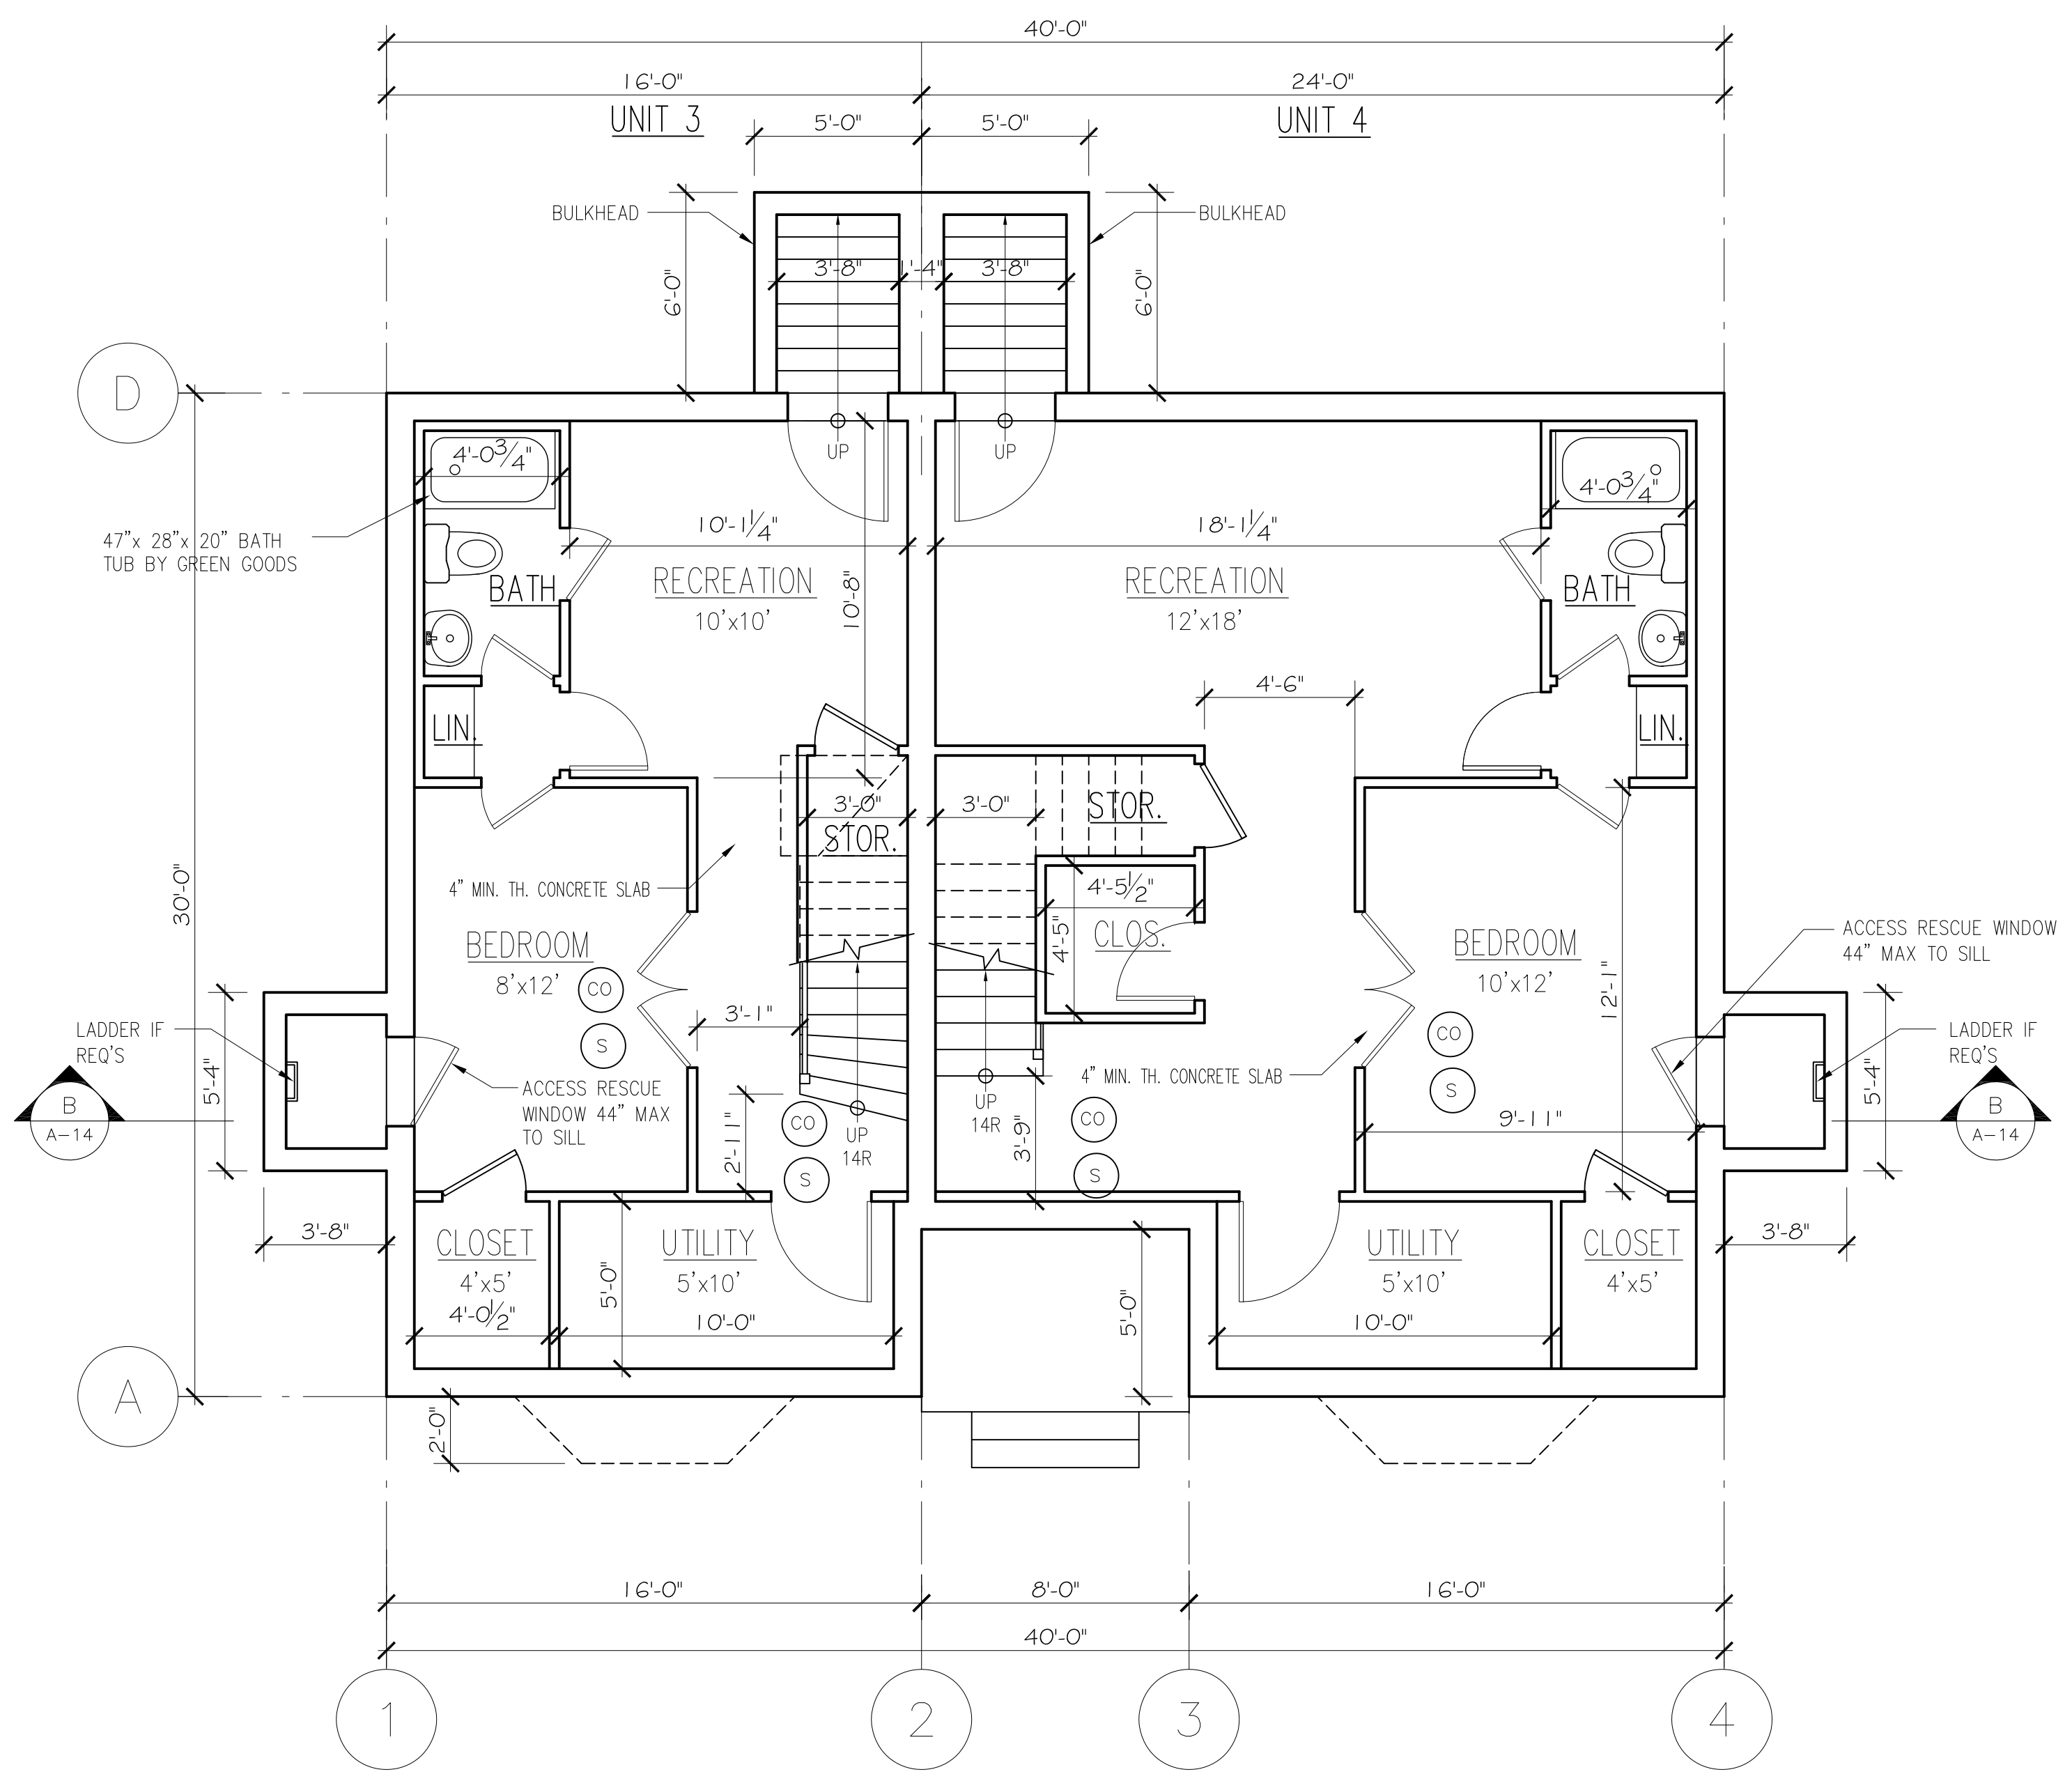 40'-0"
16'-0"
24'-0"
UNIT 3
5'-0"
5'-0"
UNIT 4
BULKHEAD
BULKHEAD
6'-0"
3'-8"
1'-4"
3'-8"
6'-0"
D
UP
UP
4'-0 3/4"
4'-0 3/4"
47"x 28"x 20" BATH
TUB BY GREEN GOODS
10'-1 1/4"
18'-1 1/4"
BATH
RECREATION
10'x10'
10'-8"
RECREATION
12'x18'
BATH
4'-6"
LIN.
LIN.
3'-0"
3'-0"
STOR.
STOR.
30'-0"
4" MIN. TH. CONCRETE SLAB
4'-5 1/2"
4'-5"
CLOS.
BEDROOM
8'x12'
BEDROOM
10'x12'
12'-1"
ACCESS RESCUE WINDOW
44" MAX TO SILL
CO
S
3'-1"
CO
S
LADDER IF
REQ'S
LADDER IF
REQ'S
5'-4"
5'-4"
B
A-14
B
A-14
ACCESS RESCUE
WINDOW 44" MAX
TO SILL
4" MIN. TH. CONCRETE SLAB
UP
14R
UP
14R
CO
S
CO
S
2'-11"
3'-9"
9'-11"
3'-8"
3'-8"
CLOSET
4'x5'
4'-0 1/2"
UTILITY
5'x10'
5'-0"
10'-0"
5'-0"
UTILITY
5'x10'
10'-0"
CLOSET
4'x5'
A
2'-0"
16'-0"
8'-0"
16'-0"
40'-0"
1
2
3
4